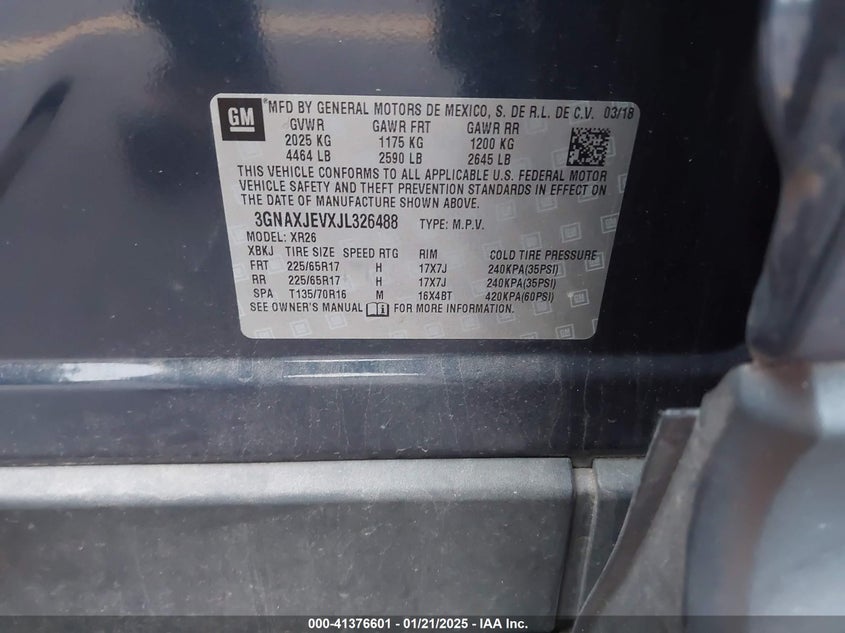 GM *MFD BY GENERAL MOTORS DE MEXICO, S. DE R.L. DE C.V. 03/18
GVWR GAWR FRT GAWR RR
2025 KG 1175 KG 1200 KG
4464 LB 2590 LB 2645 LB
THIS VEHICLE CONFORMS TO ALL APPLICABLE U.S. FEDERAL MOTOR
VEHICLE SAFETY AND THEFT PREVENTION STANDARDS IN EFFECT ON
THE DATE OF MANUFACTURE SHOWN ABOVE.
3GNAXJEVXJL326488 TYPE: M.P.V.
MODEL: XR26
XBKJ TIRE SIZE SPEED RTG RIM COLD TIRE PRESSURE
FRT 225/65R17 H 17X7J 240KPA(35PSI)
RR 225/65R17 H 17X7J 240KPA(35PSI)
SPA T135/70R16 M 16X4BT 420KPA(60PSI)
SEE OWNER'S MANUAL FOR MORE INFORMATION.
000-41376601 - 01/21/2025 - IAA Inc.